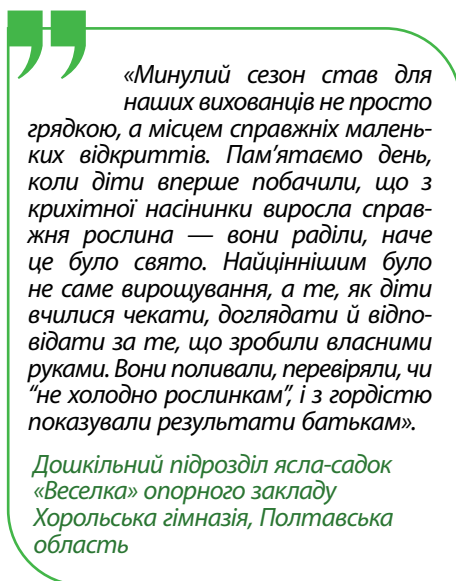 «Минулий сезон став для
наших вихованців не просто
грядкою, а місцем справжніх малень-
ких відкриттів. Пам’ятаємо день,
коли діти вперше побачили, що з
крихітної насінинки виросла справ-
жня рослина — вони раділи, наче
це було свято. Найціннішим було
не саме вирощування, а те, як діти
вчилися чекати, доглядати й відпо-
відати за те, що зробили власними
руками. Вони поливали, перевіряли, чи
“не холодно рослинкам”, і з гордістю
показували результати батькам».
Дошкільний підрозділ ясла-садок
«Веселка» опорного закладу
Хорольська гімназія, Полтавська
область